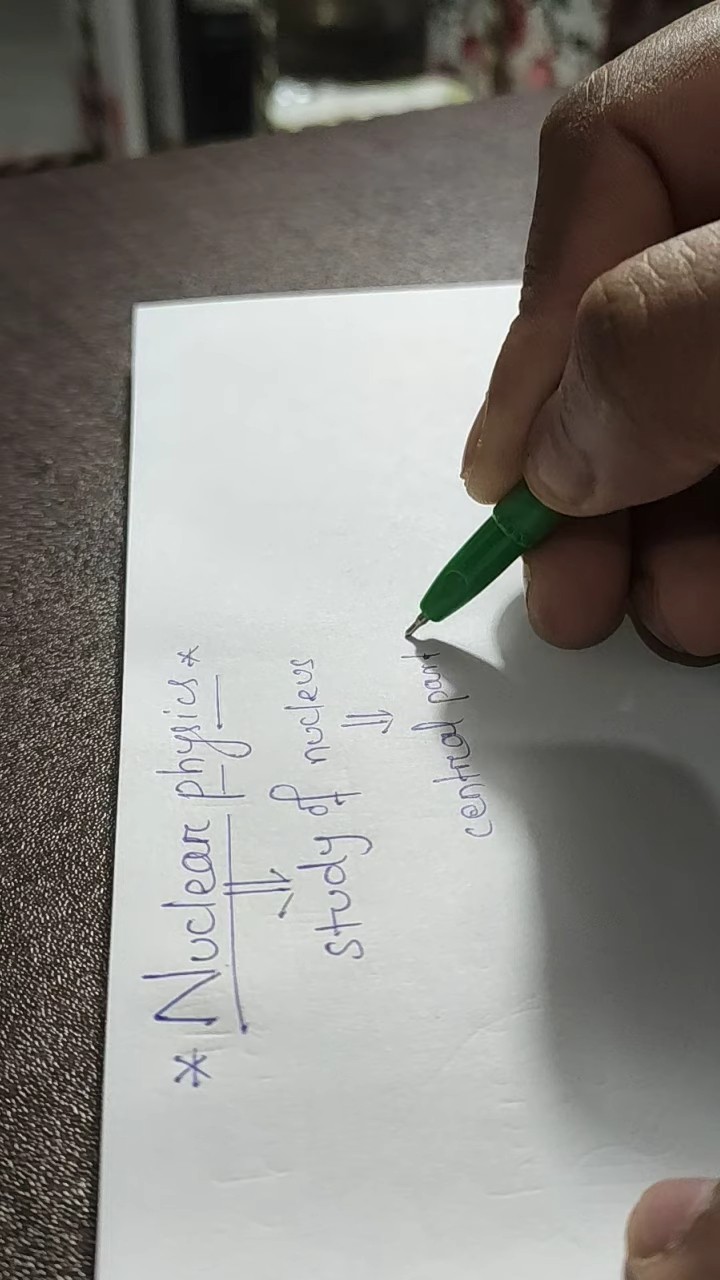 * Nuclear physics *
⇓
study of nucleus
⇓
central part